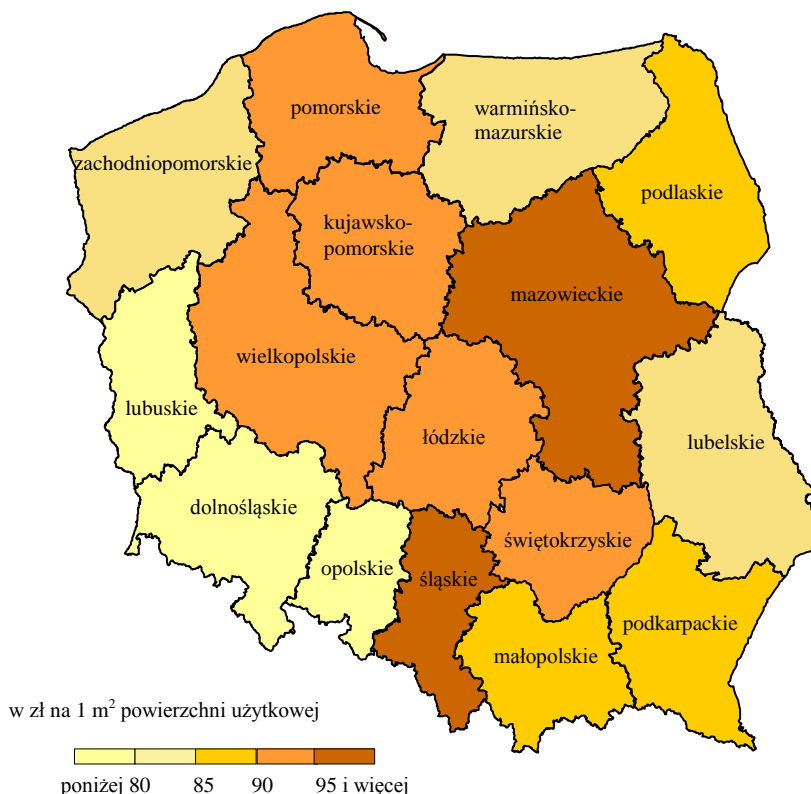 pomorskie
warmińsko-
mazurskie
zachodniopomorskie
podlaskie
kujawsko-
pomorskie
mazowieckie
wielkopolskie
lubuskie
łódzkie
lubelskie
dolnośląskie
świętokrzyskie
opolskie
śląskie
podkarpackie
małopolskie
w zł na 1 m² powierzchni użytkowej
poniżej 80 85 90 95 i więcej